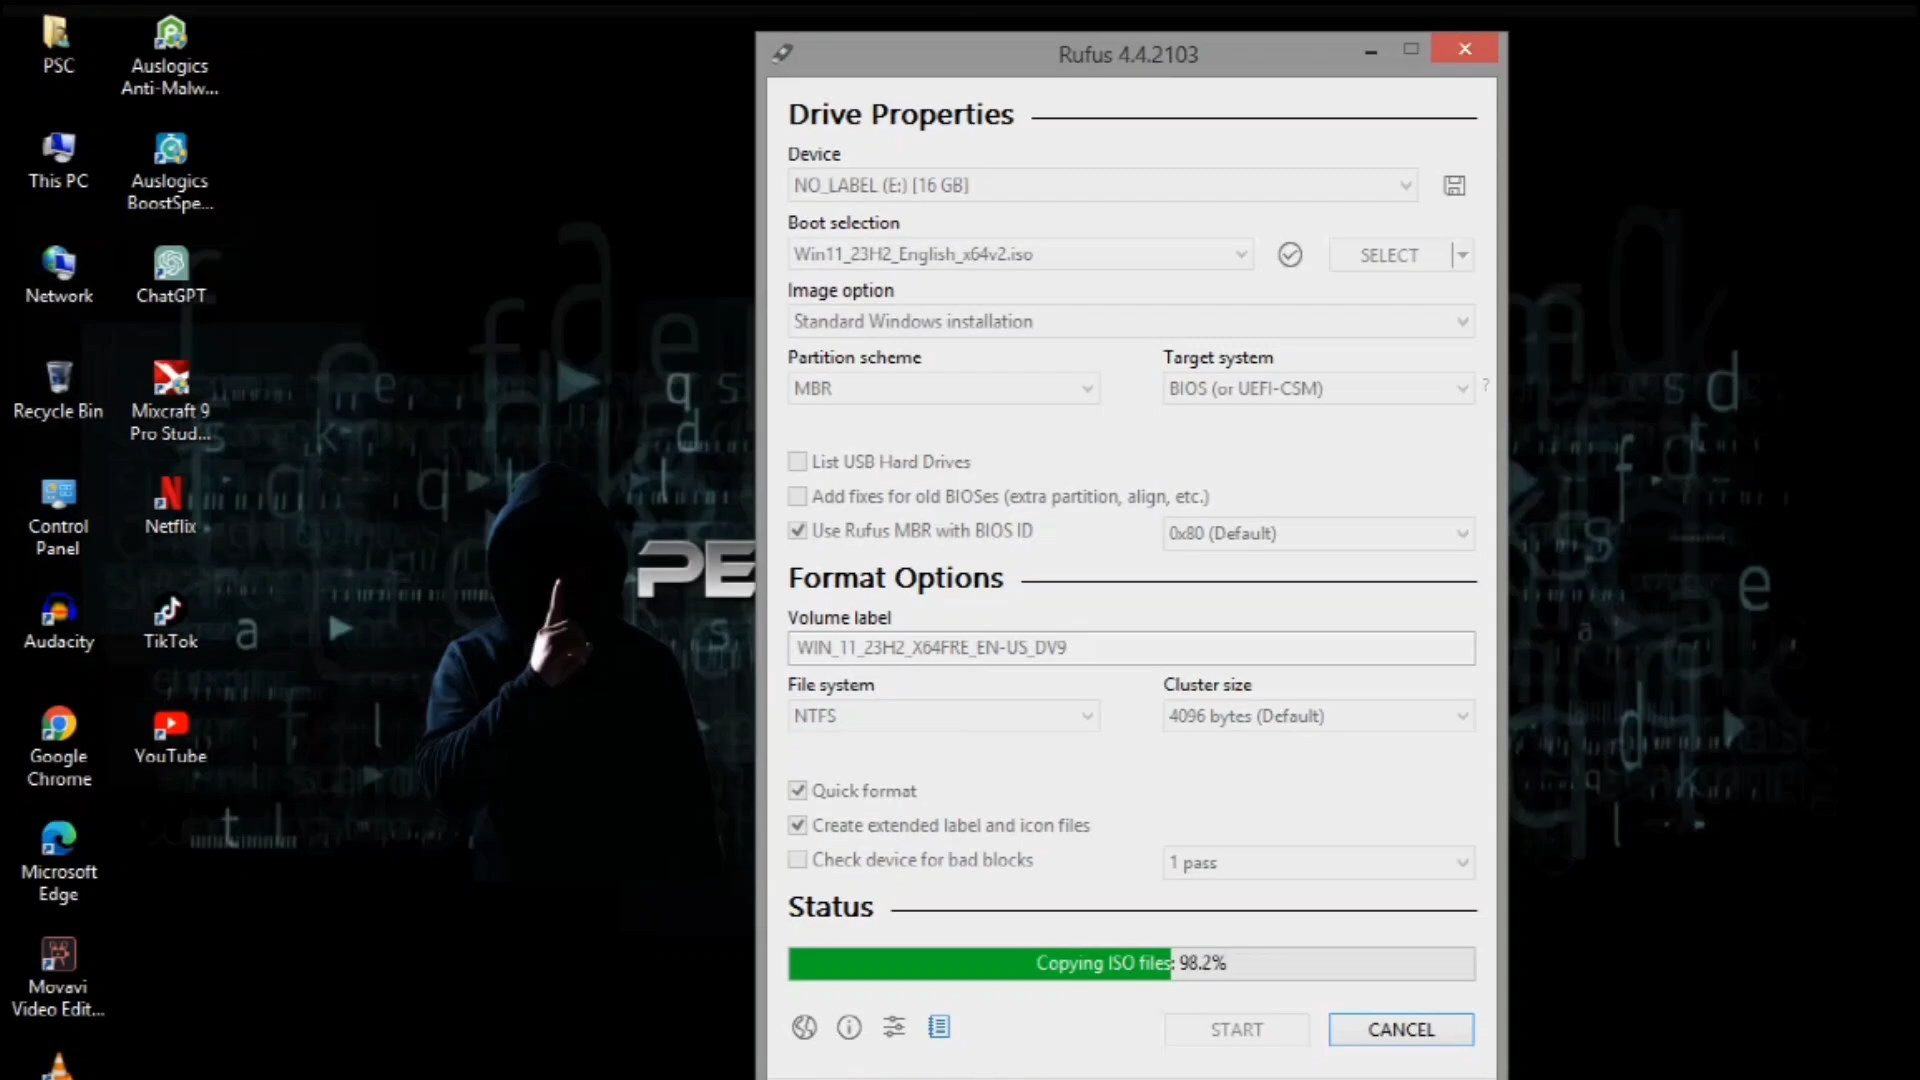 PSC
Auslogics
Anti-Malw...
This PC
Auslogics
BoostSpe...
Network
ChatGPT
Recycle Bin
Mixcraft 9
Pro Stud...
Control
Panel
Netflix
Audacity
TikTok
Google
Chrome
YouTube
Microsoft
Edge
Movavi
Video Edit...
PE
Rufus 4.4.2103
Drive Properties
Device
NO_LABEL (E:) [16 GB]
Boot selection
Win11_23H2_English_x64v2.iso
SELECT
Image option
Standard Windows installation
Partition scheme
Target system
MBR
BIOS (or UEFI-CSM)
?
List USB Hard Drives
Add fixes for old BIOSes (extra partition, align, etc.)
Use Rufus MBR with BIOS ID
0x80 (Default)
Format Options
Volume label
WIN_11_23H2_X64FRE_EN-US_DV9
File system
Cluster size
NTFS
4096 bytes (Default)
Quick format
Create extended label and icon files
Check device for bad blocks
1 pass
Status
Copying ISO files: 98.2%
START
CANCEL